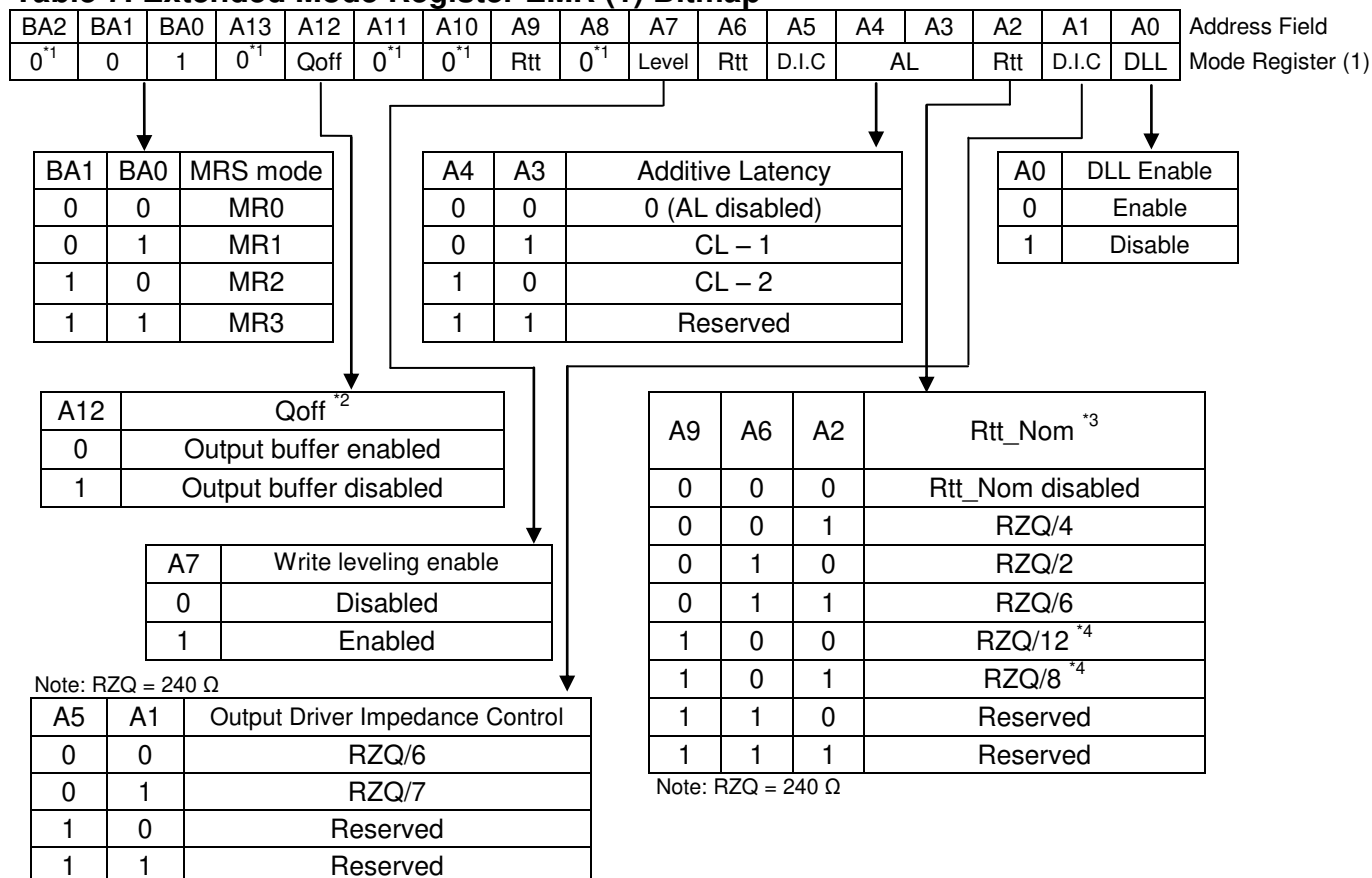 Table 7. Extended Mode Register EMR (1) Bitmap
BA2 BA1 BA0 A13 A12 A11 A10 A9 A8 A7 A6 A5 A4 A3 A2 A1 A0 Address Field
0*1 0 1 0*1 Qoff 0*1 0*1 Rtt 0*1 Level Rtt D.I.C AL Rtt D.I.C DLL Mode Register (1)
BA1 BA0 MRS mode
0 0 MR0
0 1 MR1
1 0 MR2
1 1 MR3
A4 A3 Additive Latency
0 0 0 (AL disabled)
0 1 CL – 1
1 0 CL – 2
1 1 Reserved
A0 DLL Enable
0 Enable
1 Disable
A12 Qoff *2
0 Output buffer enabled
1 Output buffer disabled
A7 Write leveling enable
0 Disabled
1 Enabled
Note: RZQ = 240 Ω
A5 A1 Output Driver Impedance Control
0 0 RZQ/6
0 1 RZQ/7
1 0 Reserved
1 1 Reserved
A9 A6 A2 Rtt_Nom *3
0 0 0 Rtt_Nom disabled
0 0 1 RZQ/4
0 1 0 RZQ/2
0 1 1 RZQ/6
1 0 0 RZQ/12 *4
1 0 1 RZQ/8 *4
1 1 0 Reserved
1 1 1 Reserved
Note: RZQ = 240 Ω